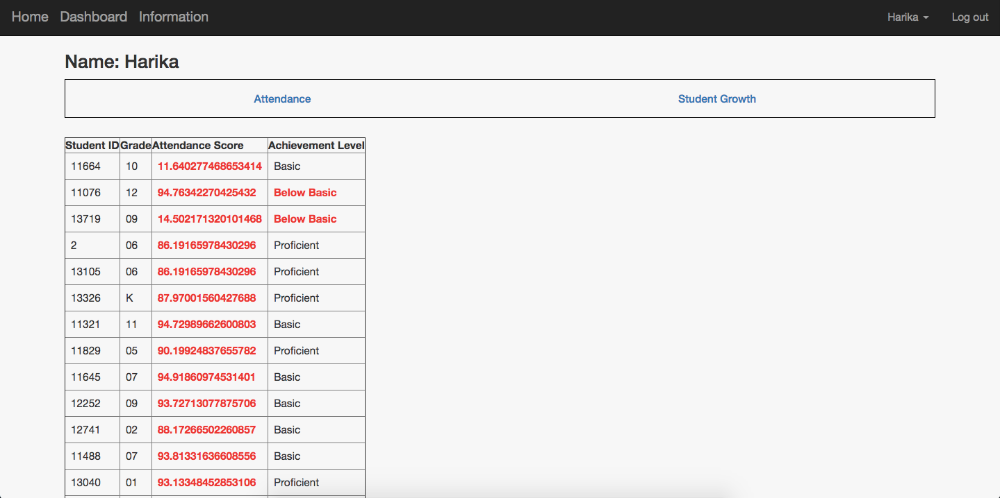 Home Dashboard Information Harika Log out
Name: Harika
Attendance Student Growth
Student ID Grade Attendance Score Achievement Level
11664 10 11.640277468653414 Basic
11076 12 94.76342270425432 Below Basic
13719 09 14.502171320101468 Below Basic
2 06 86.19165978430296 Proficient
13105 06 86.19165978430296 Proficient
13326 K 87.97001560427688 Proficient
11321 11 94.72989662600803 Basic
11829 05 90.19924837655782 Proficient
11645 07 94.91860974531401 Basic
12252 09 93.72713077875706 Basic
12741 02 88.17266502260857 Basic
11488 07 93.81331636608556 Basic
13040 01 93.13348452853106 Proficient